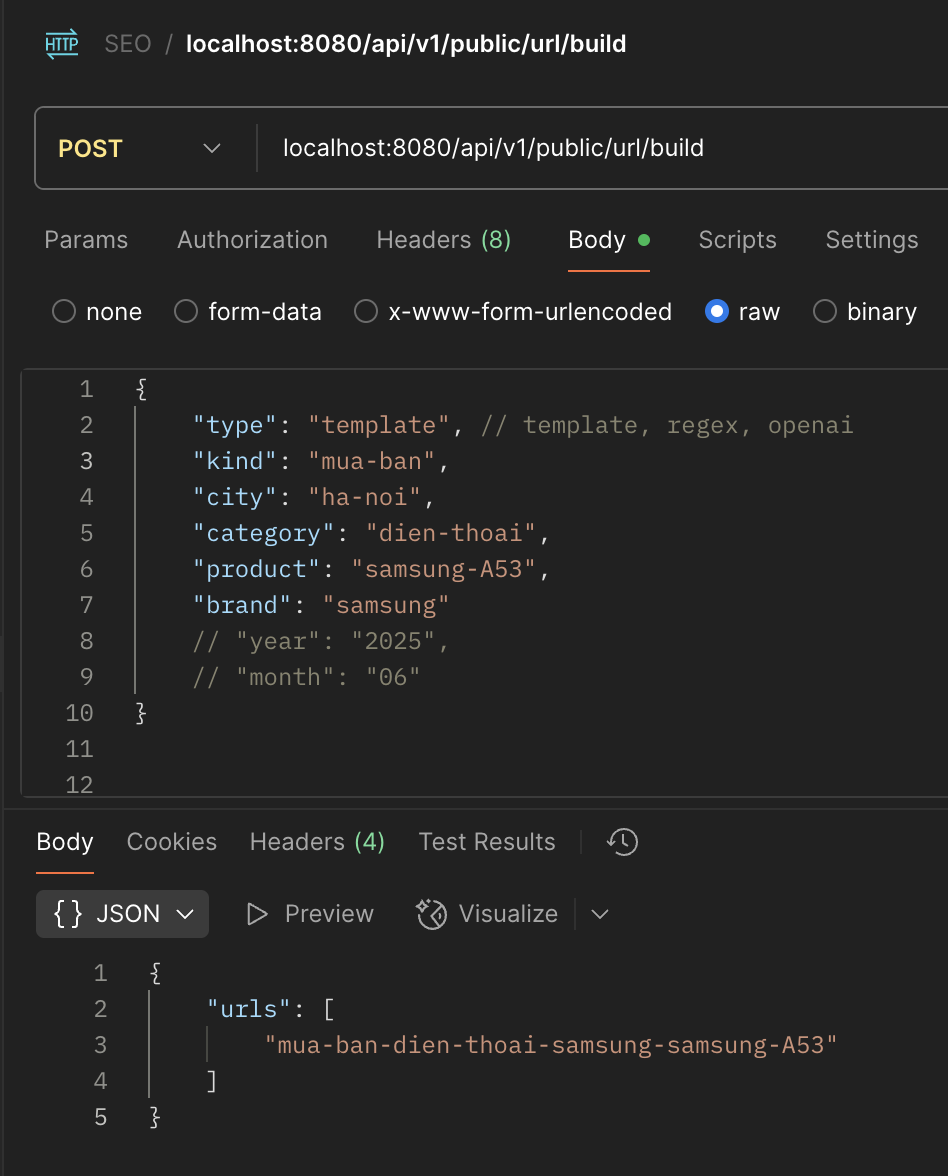 HTTP SEO / localhost:8080/api/v1/public/url/build
POST localhost:8080/api/v1/public/url/build
Params Authorization Headers (8) Body Scripts Settings
none form-data x-www-form-urlencoded raw binary
1 {
2 "type": "template", // template, regex, openai
3 "kind": "mua-ban",
4 "city": "ha-noi",
5 "category": "dien-thoai",
6 "product": "samsung-A53",
7 "brand": "samsung"
8 // "year": "2025",
9 // "month": "06"
10 }
11
12
Body Cookies Headers (4) Test Results
{} JSON Preview Visualize
1 {
2 "urls": [
3 "mua-ban-dien-thoai-samsung-samsung-A53"
4 ]
5 }